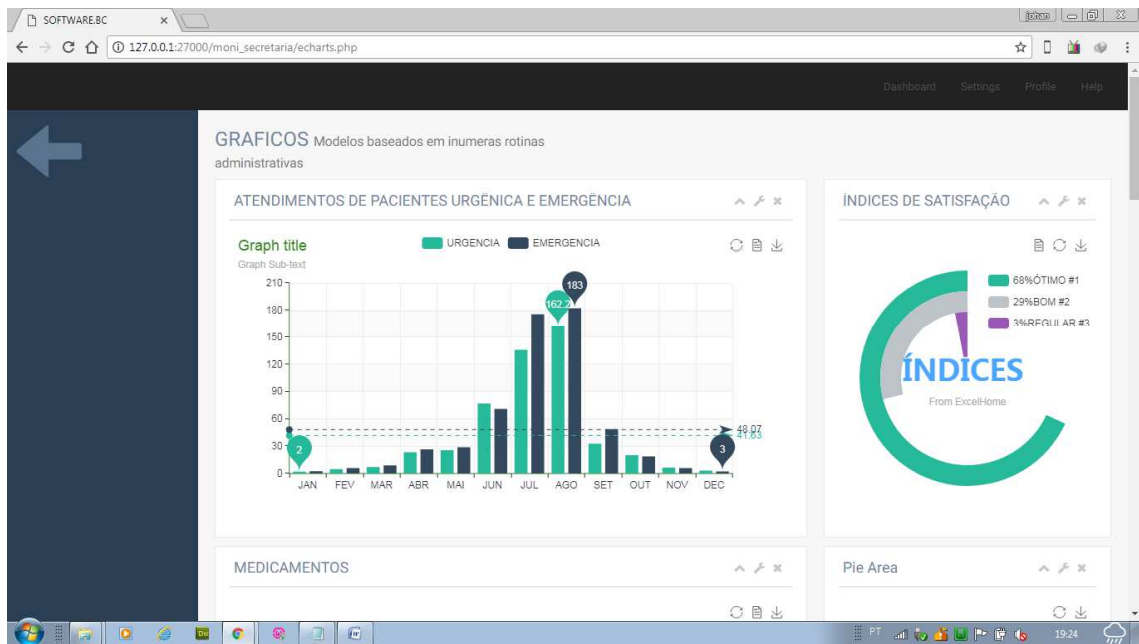 SOFTWARE.BC
johan
127.0.0.1:27000/moni_secretaria/echarts.php
Dashboard Settings Profile Help
GRAFICOS Modelos baseados em inumeras rotinas
administrativas
ATENDIMENTOS DE PACIENTES URGÊNICA E EMERGÊNCIA
Graph title
Graph Sub-text
URGENCIA EMERGENCIA
210
180
150
120
90
60
30
0
183
162.2
48.07
41.63
2
3
JAN FEV MAR ABR MAI JUN JUL AGO SET OUT NOV DEC
ÍNDICES DE SATISFAÇÃO
68%ÓTIMO #1
29%BOM #2
3%REGULAR #3
ÍNDICES
From ExcelHome
MEDICAMENTOS
Pie Area
Dw
PT
19:24